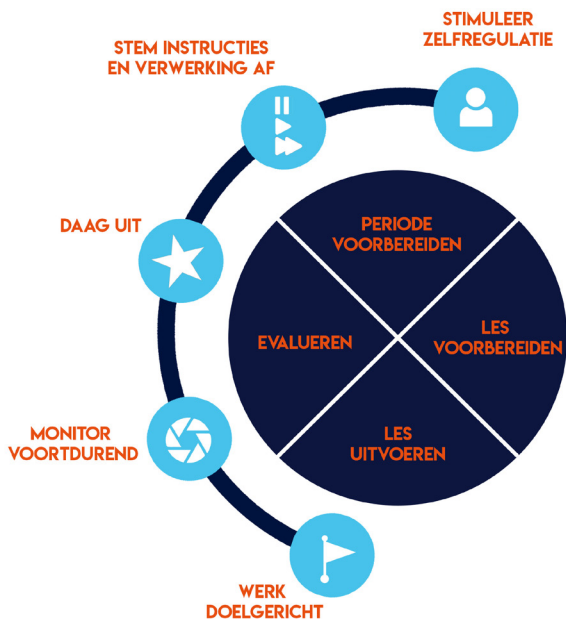 STIMULEER
ZELFREGULATIE
STEM INSTRUCTIES
EN VERWERKING AF
DAAG UIT
MONITOR
VOORTDUREND
WERK
DOELGERICHT
PERIODE
VOORBEREIDEN
LES
VOORBEREIDEN
LES
UITVOEREN
EVALUEREN